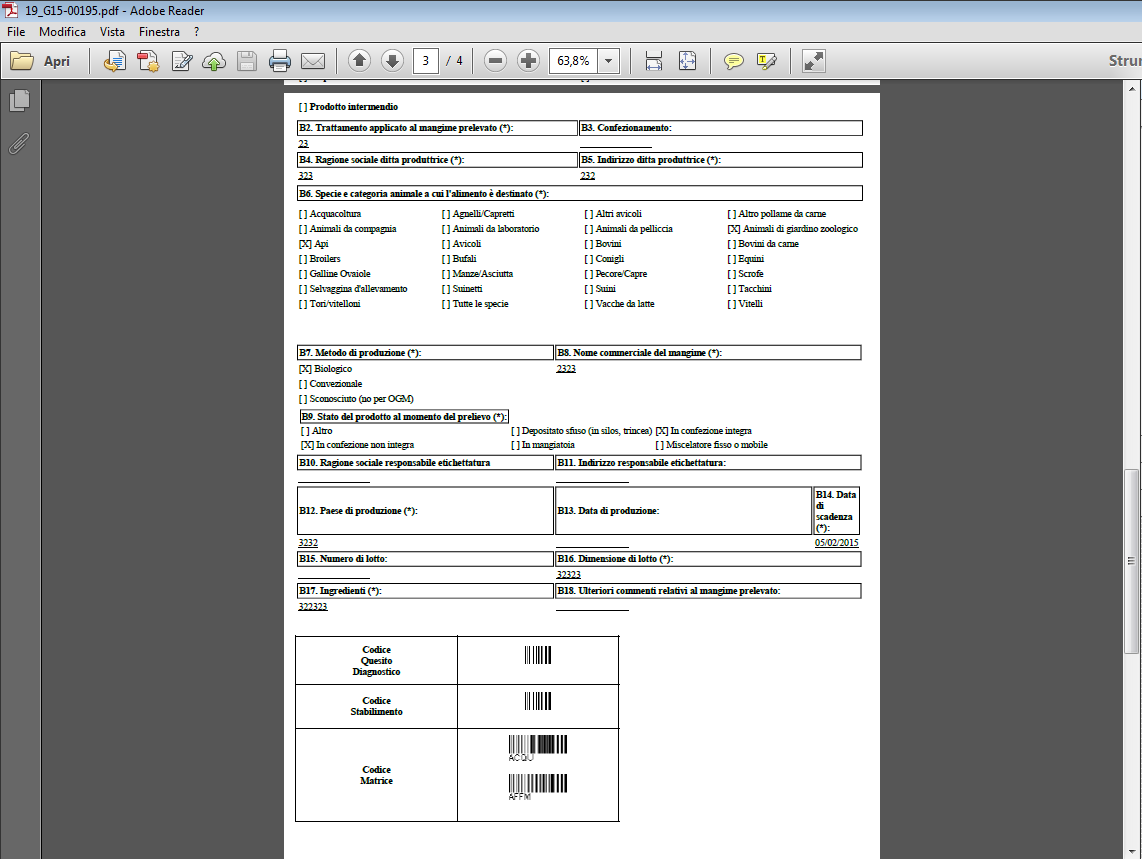 19_G15-00195.pdf - Adobe Reader
File Modifica Vista Finestra ?
Apri 3 / 4 63,8%
[ ] Prodotto intermendio
B2. Trattamento applicato al mangime prelevato (*): B3. Confezionamento:
23
B4. Ragione sociale ditta produttrice (*): B5. Indirizzo ditta produttrice (*):
323 232
B6. Specie e categoria animale a cui l'alimento è destinato (*):
[ ] Acquacoltura [ ] Agnelli/Capretti [ ] Altri avicoli [ ] Altro pollame da carne
[ ] Animali da compagnia [ ] Animali da laboratorio [ ] Animali da pelliccia [X] Animali di giardino zoologico
[X] Api [ ] Avicoli [ ] Bovini [ ] Bovini da carne
[ ] Broilers [ ] Bufali [ ] Conigli [ ] Equini
[ ] Galline Ovaiole [ ] Manze/Asciutta [ ] Pecore/Capre [ ] Scrofe
[ ] Selvaggina d'allevamento [ ] Suinetti [ ] Suini [ ] Tacchini
[ ] Tori/vitelloni [ ] Tutte le specie [ ] Vacche da latte [ ] Vitelli
B7. Metodo di produzione (*): B8. Nome commerciale del mangime (*):
[X] Biologico 2323
[ ] Convezionale
[ ] Sconosciuto (no per OGM)
B9. Stato del prodotto al momento del prelievo (*):
[ ] Altro [ ] Depositato sfuso (in silos, trincea) [X] In confezione integra
[X] In confezione non integra [ ] In mangiatoia [ ] Miscelatore fisso o mobile
B10. Ragione sociale responsabile etichettatura B11. Indirizzo responsabile etichettatura:
B12. Paese di produzione (*): B13. Data di produzione: B14. Data
di
scadenza
(*):
3232 05/02/2015
B15. Numero di lotto: B16. Dimensione di lotto (*):
32323
B17. Ingredienti (*): B18. Ulteriori commenti relativi al mangime prelevato:
322323
Codice
Quesito
Diagnostico
Codice
Stabilimento
Codice
Matrice
ACQU
AFFM